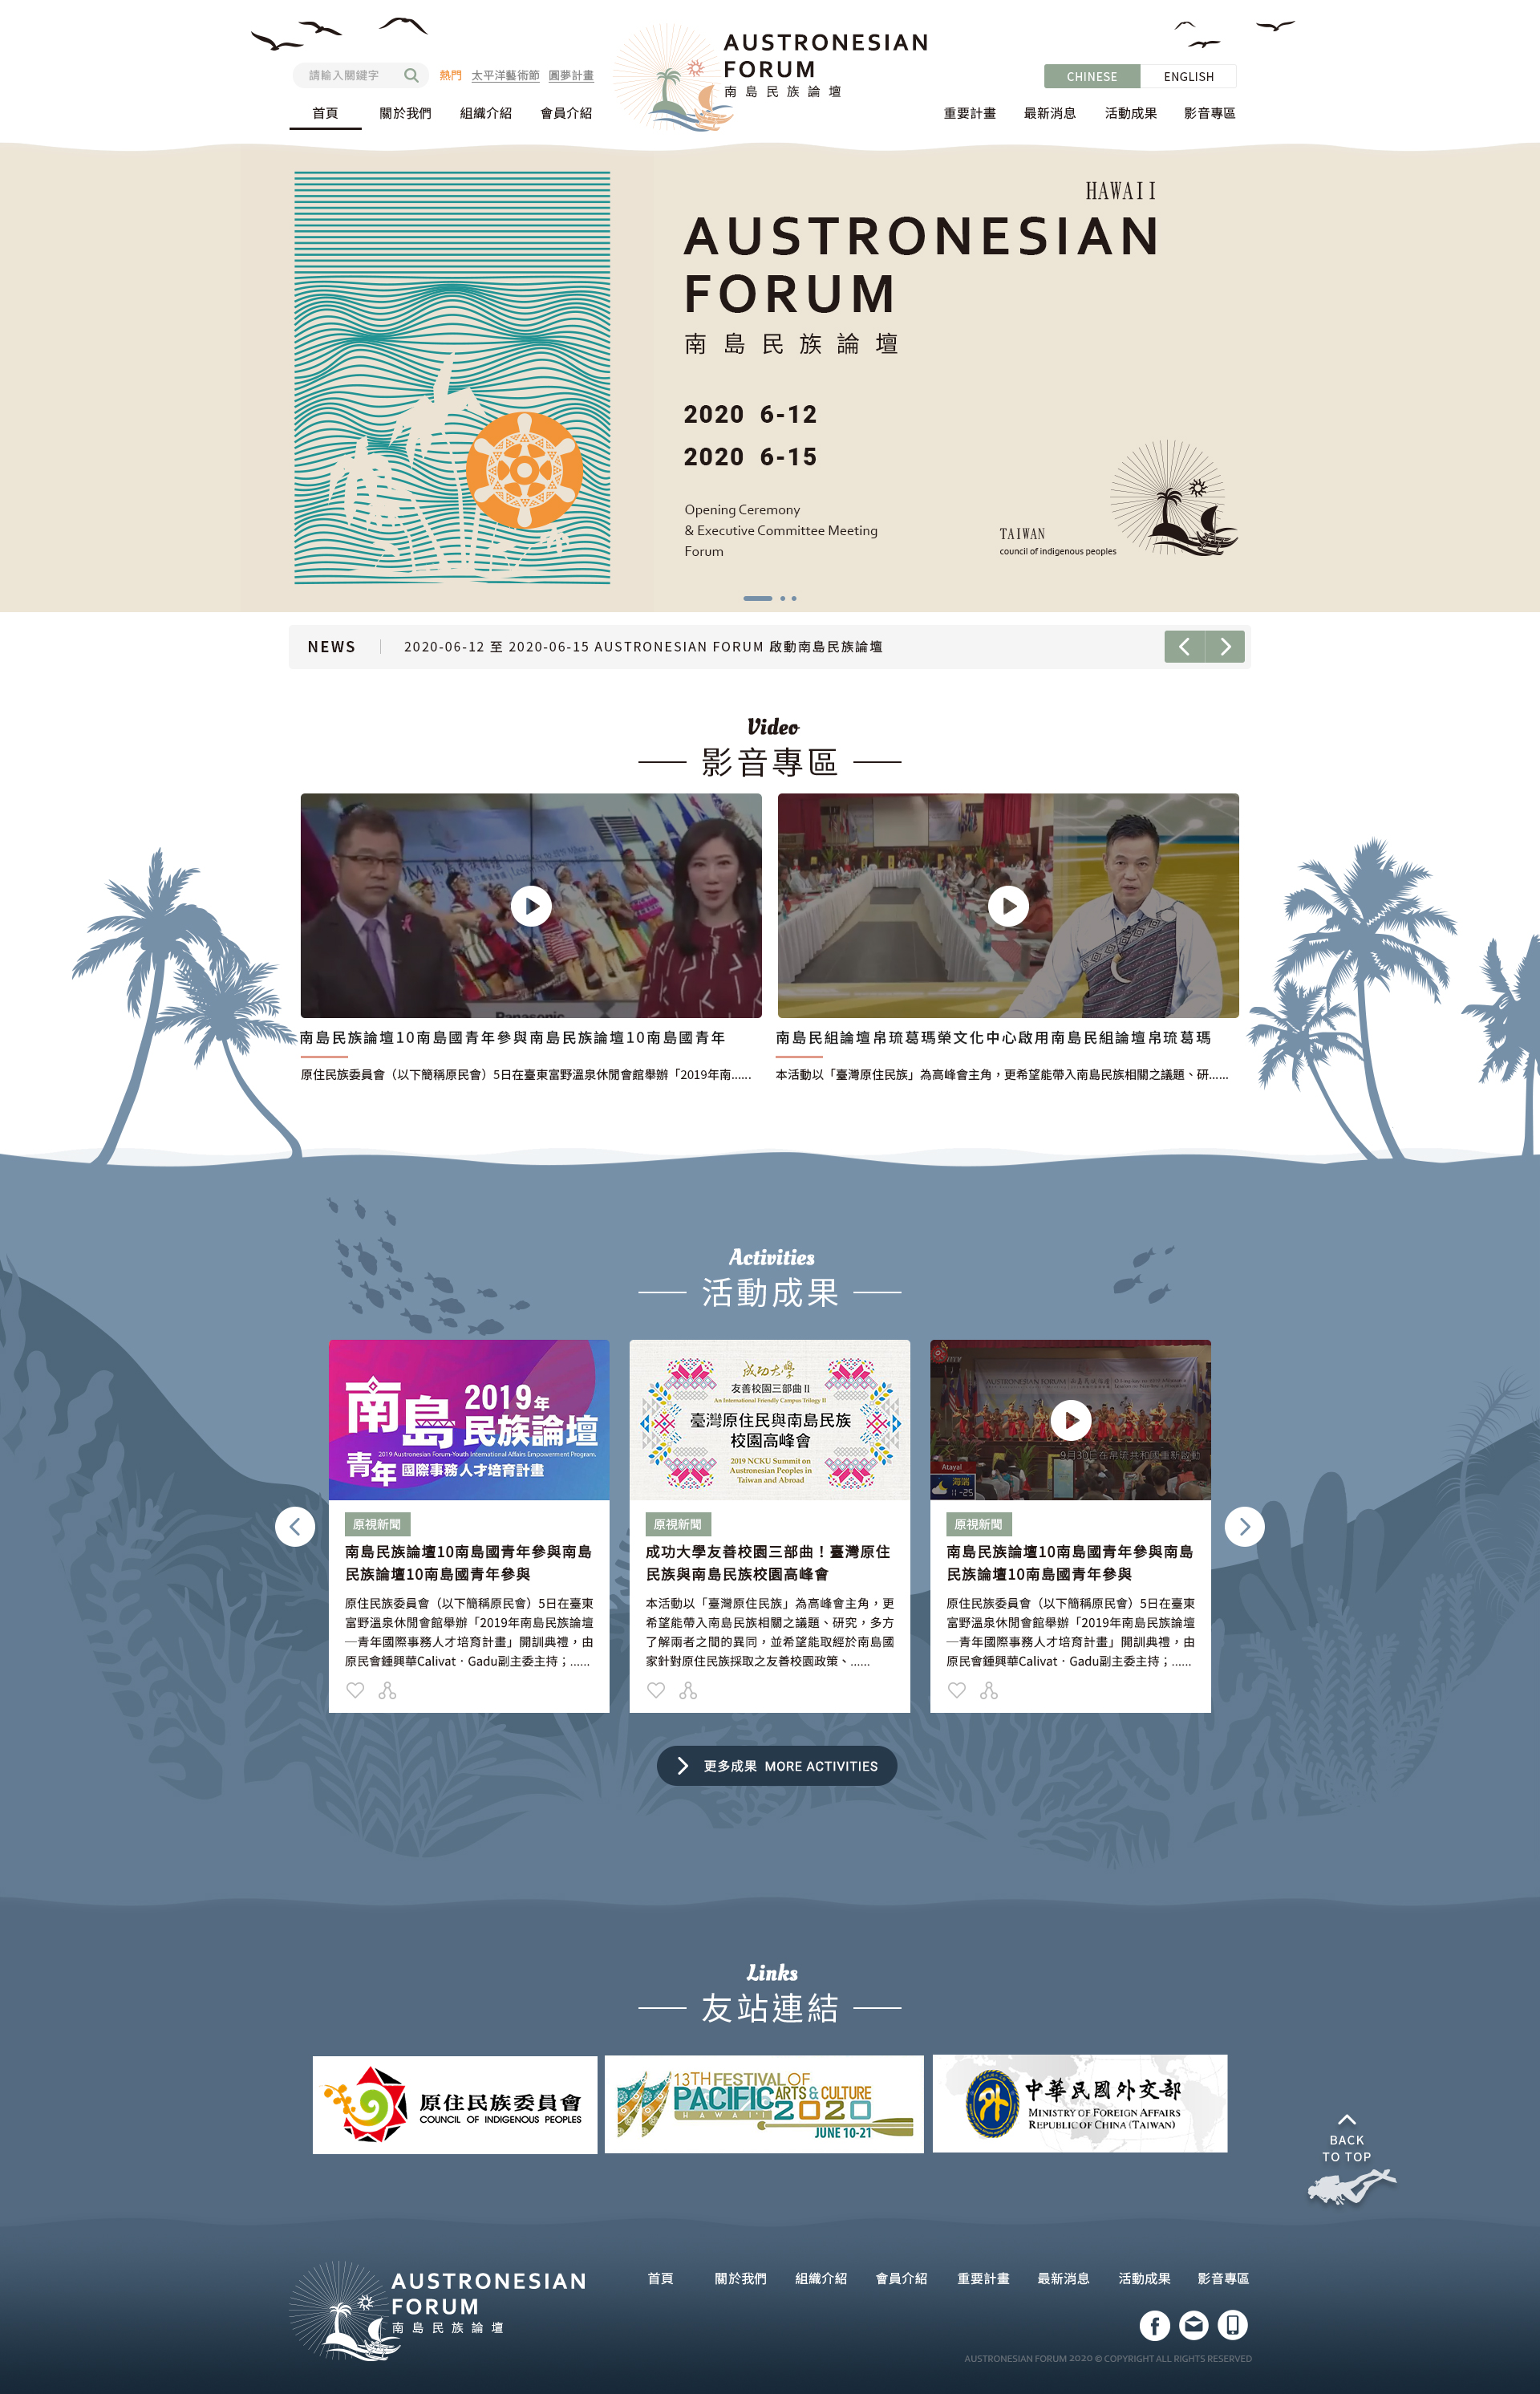 請輸入關鍵字
熱門 太平洋藝術節 圓夢計畫
AUSTRONESIAN
FORUM
南島民族論壇
CHINESE ENGLISH
首頁 關於我們 組織介紹 會員介紹
重要計畫 最新消息 活動成果 影音專區
HAWAII
AUSTRONESIAN
FORUM
南島民族論壇
2020 6-12
2020 6-15
Opening Ceremony
& Executive Committee Meeting
Forum
TAIWAN
council of indigenous peoples
NEWS 2020-06-12 至 2020-06-15 AUSTRONESIAN FORUM 啟動南島民族論壇
Video
影音專區
Panasonic
南島民族論壇10南島國青年參與南島民族論壇10南島國青年
原住民族委員會（以下簡稱原民會）5日在臺東富野溫泉休閒會館舉辦「2019年南......
南島民組論壇帛琉葛瑪榮文化中心啟用南島民組論壇帛琉葛瑪
本活動以「臺灣原住民族」為高峰會主角，更希望能帶入南島民族相關之議題、研......
Activities
活動成果
南島 2019年
民族論壇
2019 Austronesian Forum-Youth International Affairs Empowerment Program.
青年 國際事務人才培育計畫
原視新聞
南島民族論壇10南島國青年參與南島
民族論壇10南島國青年參與
原住民族委員會（以下簡稱原民會）5日在臺東
富野溫泉休閒會館舉辦「2019年南島民族論壇
─青年國際事務人才培育計畫」開訓典禮，由
原民會鍾興華Calivat‧Gadu副主委主持；......
成功大學
友善校園三部曲 II
An International Friendly Campus Trilogy II
臺灣原住民與南島民族
校園高峰會
2019 NCKU Summit on
Austronesian Peoples in
Taiwan and Abroad
原視新聞
成功大學友善校園三部曲！臺灣原住
民族與南島民族校園高峰會
本活動以「臺灣原住民族」為高峰會主角，更
希望能帶入南島民族相關之議題、研究，多方
了解兩者之間的異同，並希望能取經於南島國
家針對原住民族採取之友善校園政策、......
AUSTRONESIAN FORUM
9月30日在帛琉共和國重新啟動
Atayal
海端
11-25
原視新聞
南島民族論壇10南島國青年參與南島
民族論壇10南島國青年參與
原住民族委員會（以下簡稱原民會）5日在臺東
富野溫泉休閒會館舉辦「2019年南島民族論壇
─青年國際事務人才培育計畫」開訓典禮，由
原民會鍾興華Calivat‧Gadu副主委主持；......
更多成果 MORE ACTIVITIES
Links
友站連結
原住民族委員會
COUNCIL OF INDIGENOUS PEOPLES
13TH FESTIVAL OF
PACIFIC ARTS & CULTURE
HAWAI'I 2020
JUNE 10-21
外
中華民國外交部
MINISTRY OF FOREIGN AFFAIRS
REPUBLIC OF CHINA (TAIWAN)
BACK
TO TOP
AUSTRONESIAN
FORUM
南島民族論壇
首頁 關於我們 組織介紹 會員介紹 重要計畫 最新消息 活動成果 影音專區
AUSTRONESIAN FORUM 2020 © COPYRIGHT ALL RIGHTS RESERVED